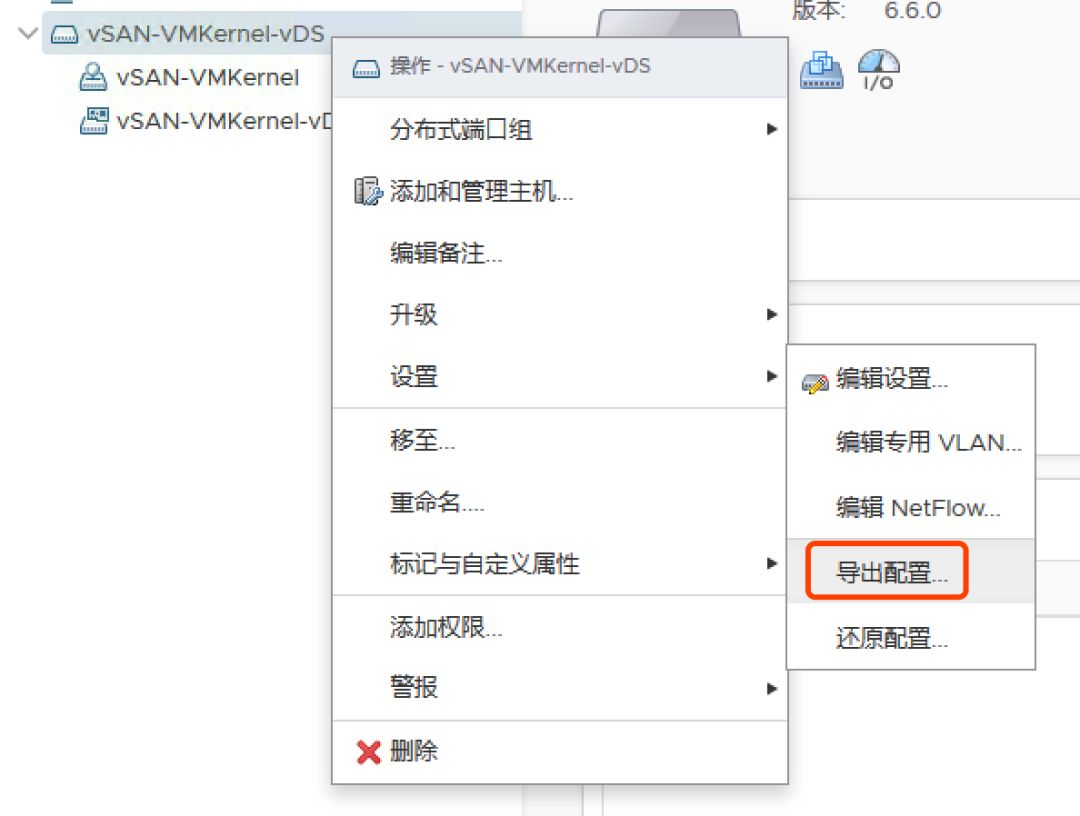 版本: 6.6.0
vSAN-VMKernel-vDS
vSAN-VMKernel
vSAN-VMKernel-vD
操作 - vSAN-VMKernel-vDS
I/O
分布式端口组
添加和管理主机...
编辑备注...
升级
设置
移至...
重命名....
标记与自定义属性
添加权限...
警报
删除
编辑设置...
编辑专用 VLAN...
编辑 NetFlow...
导出配置...
还原配置...